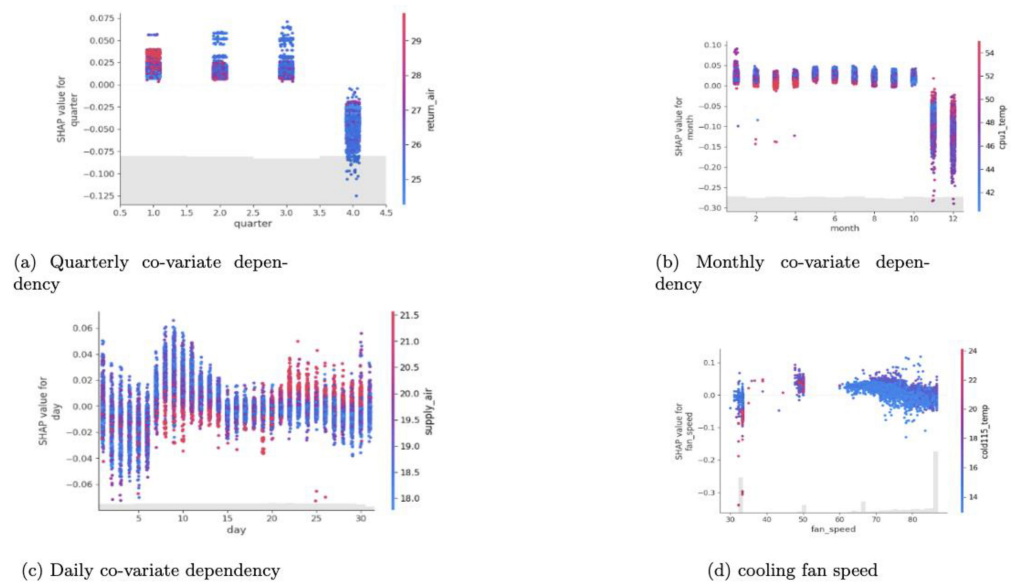 0.075
0.050
0.025
0.000
−0.025
−0.050
−0.075
−0.100
−0.125
SHAP value for
quarter
0.5 1.0 1.5 2.0 2.5 3.0 3.5 4.0 4.5
quarter
29
28
27
26
25
return_air
(a) Quarterly co-variate depen-
dency
0.10
0.05
0.00
−0.05
−0.10
−0.15
−0.20
−0.25
−0.30
SHAP value for
month
2 4 6 8 10 12
month
54
52
50
48
46
44
42
cpu1_temp
(b) Monthly co-variate depen-
dency
0.06
0.04
0.02
0.00
−0.02
−0.04
−0.06
SHAP value for
day
5 10 15 20 25 30
day
21.5
21.0
20.5
20.0
19.5
19.0
18.5
18.0
supply_air
(c) Daily co-variate dependency
0.1
0.0
−0.1
−0.2
−0.3
SHAP value for
fan_speed
30 40 50 60 70 80
fan_speed
24
22
20
18
16
14
cold115_temp
(d) cooling fan speed